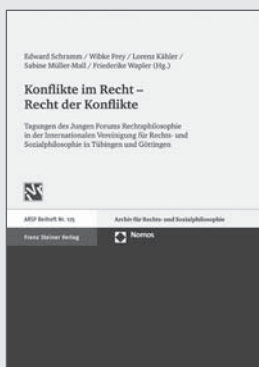 Edward Schramm / Wibke Frey / Lorenz Kähler /
Sabine Müller-Mall / Friederike Wapler (Hg.)
Konflikte im Recht –
Recht der Konflikte
Tagungen des Jungen Forums Rechtsphilosophie
in der Internationalen Vereinigung für Rechts- und
Sozialphilosophie in Tübingen und Göttingen
ARSP Beiheft Nr. 125
Archiv für Rechts- und Sozialphilosophie
Franz Steiner Verlag
Nomos